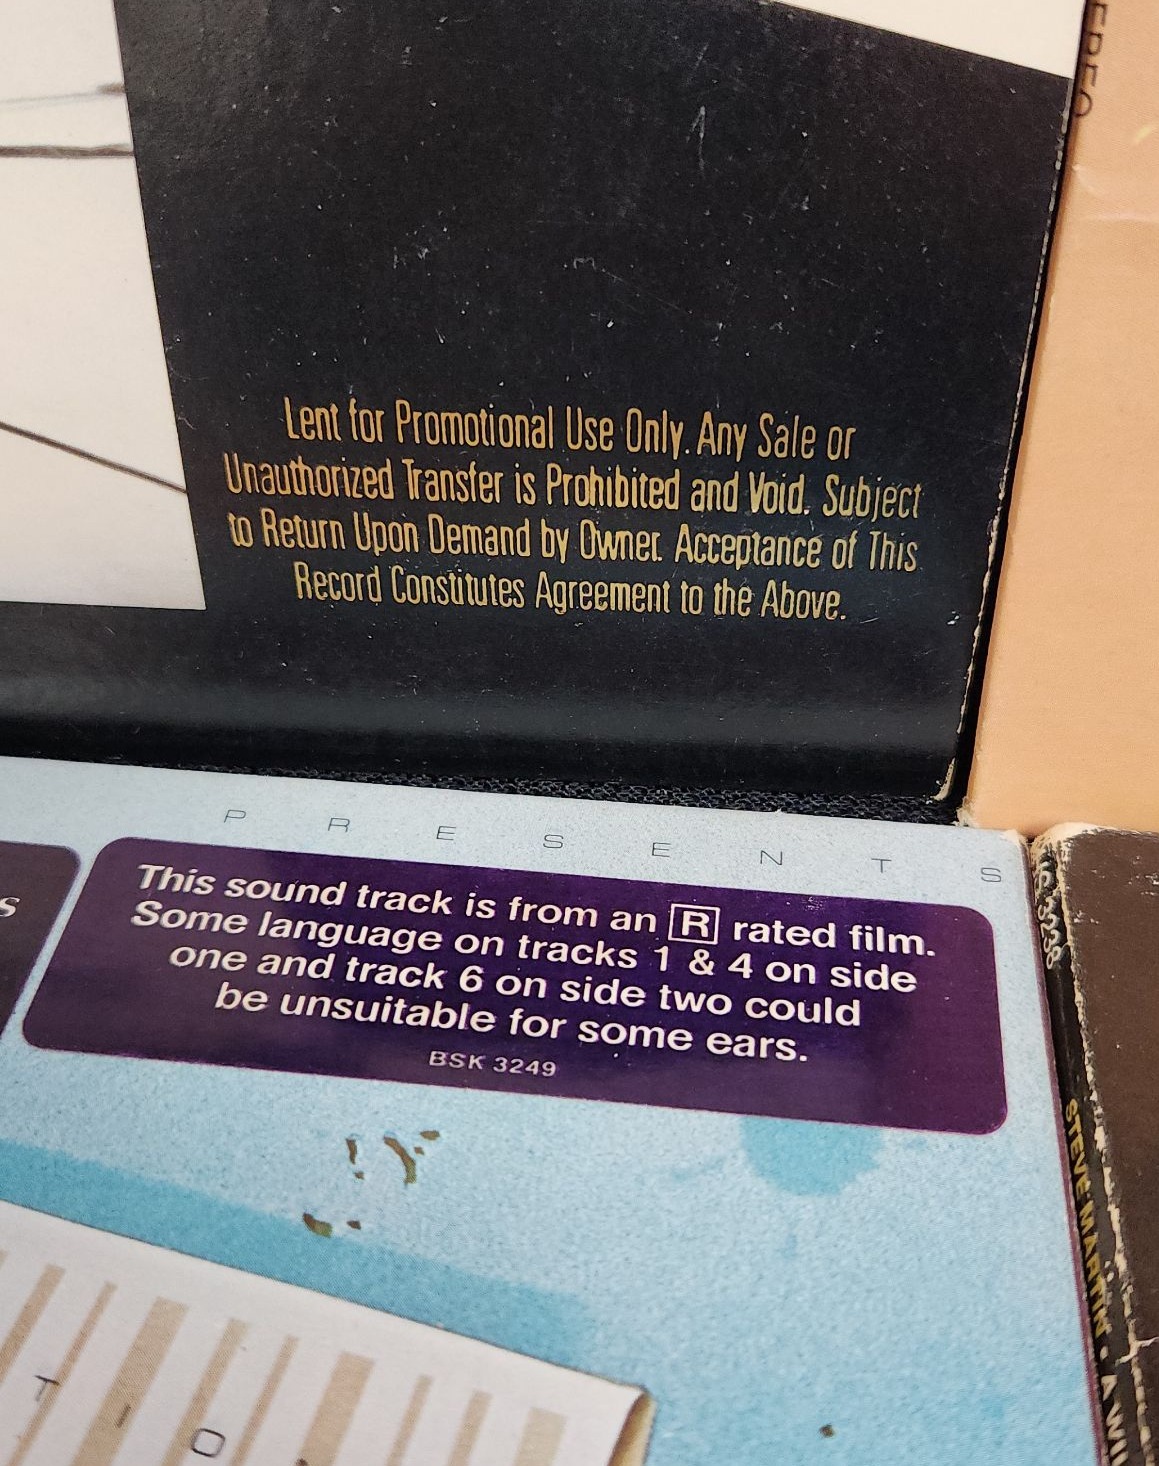 EREO
Lent for Promotional Use Only. Any Sale or
Unauthorized Transfer is Prohibited and Void. Subject
to Return Upon Demand by Owner. Acceptance of This
Record Constitutes Agreement to the Above.
P R E S E N T S
s
This sound track is from an R rated film.
Some language on tracks 1 & 4 on side
one and track 6 on side two could
be unsuitable for some ears.
BSK 3249
STEVE MARTIN • A WIL
T I O